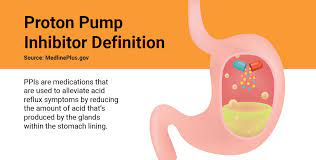 Proton Pump
Inhibitor Definition
Source: MedlinePlus.gov
PPIs are medications that
are used to alleviate acid
reflux symptoms by reducing
the amount of acid that's
produced by the glands
within the stomach lining.